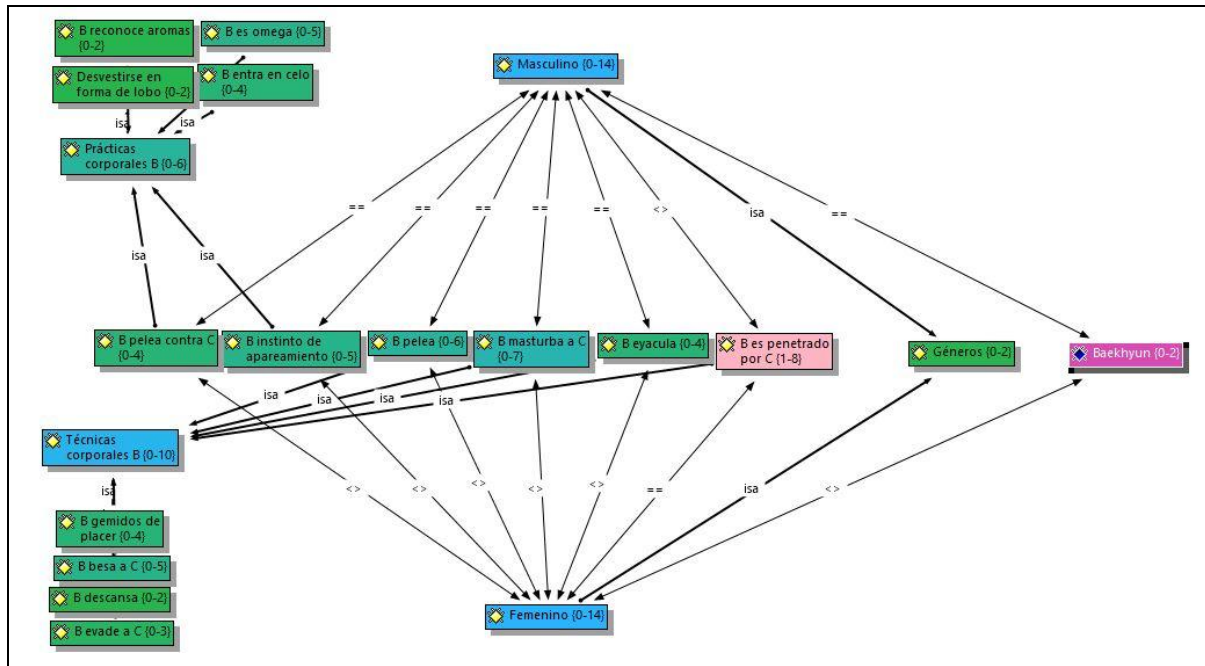 B reconoce aromas
{0-2}
B es omega {0-5}
Desvestirse en
forma de lobo {0-2}
B entra en celo
{0-4}
Masculino {0-14}
isa
isa
Prácticas
corporales B {0-6}
==
==
==
==
==
<>
isa
==
isa
isa
B pelea contra C
{0-4}
B instinto de
apareamiento {0-5}
B pelea {0-6}
B masturba a C
{0-7}
B eyacula {0-4}
B es penetrado
por C {1-8}
Géneros {0-2}
Baekhyun {0-2}
isa
isa
isa
isa
Técnicas
corporales B {0-10}
isa
<>
<>
<>
<>
<>
==
isa
<>
B gemidos de
placer {0-4}
B besa a C {0-5}
B descansa {0-2}
B evade a C {0-3}
Femenino {0-14}